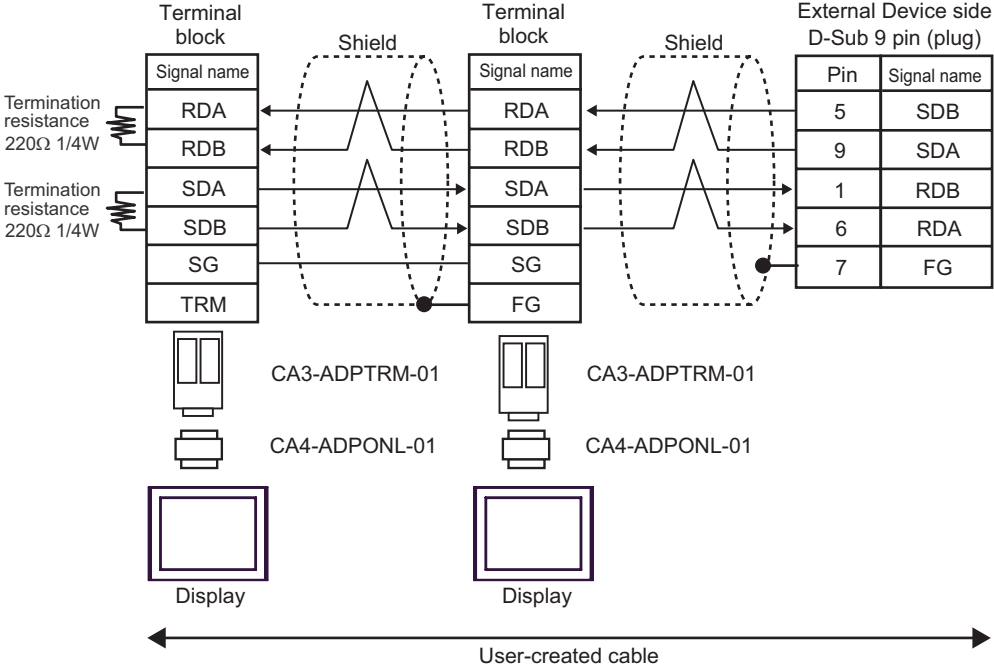 Terminal
block
Terminal
block
External Device side
D-Sub 9 pin (plug)
Shield
Shield
Signal name
Signal name
Pin Signal name
Termination
resistance
220Ω 1/4W
RDA
RDA
5 SDB
RDB
RDB
9 SDA
Termination
resistance
220Ω 1/4W
SDA
SDA
1 RDB
SDB
SDB
6 RDA
SG
SG
7 FG
TRM
FG
CA3-ADPTRM-01
CA3-ADPTRM-01
CA4-ADPONL-01
CA4-ADPONL-01
Display
Display
User-created cable